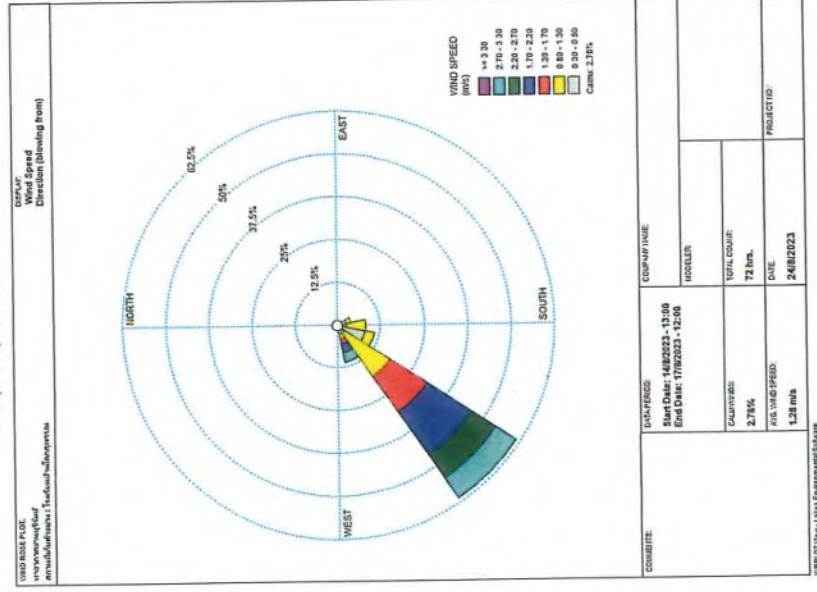 WIND ROSE PLOT:
DISPLAY:
Wind Speed
Direction (blowing from)
NORTH
62.5%
50%
37.5%
25%
12.5%
WEST
EAST
SOUTH
WIND SPEED
(m/s)
>= 3.30
2.70 - 3.30
2.20 - 2.70
1.70 - 2.20
1.30 - 1.70
0.80 - 1.30
0.30 - 0.80
Calms: 2.78%
COMMENTS:
DATA PERIOD:
Start Date: 14/8/2023 - 13:00
End Date: 17/8/2023 - 12:00
COMPANY NAME:
MODELER:
CALM WINDS:
2.78%
TOTAL COUNT:
72 hrs.
AVG. WIND SPEED:
1.28 m/s
DATE:
24/8/2023
PROJECT NO.: